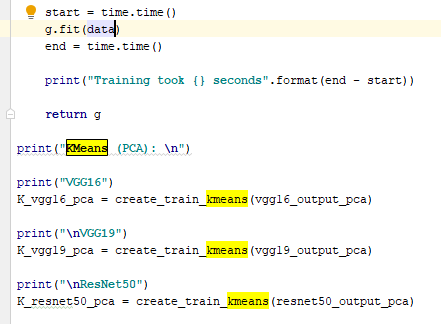 start = time.time()
g.fit(data)
end = time.time()
print("Training took {} seconds".format(end - start))
return g
print("KMeans (PCA): \n")
print("VGG16")
K_vgg16_pca = create_train_kmeans(vgg16_output_pca)
print("\nVGG19")
K_vgg19_pca = create_train_kmeans(vgg19_output_pca)
print("\nResNet50")
K_resnet50_pca = create_train_kmeans(resnet50_output_pca)